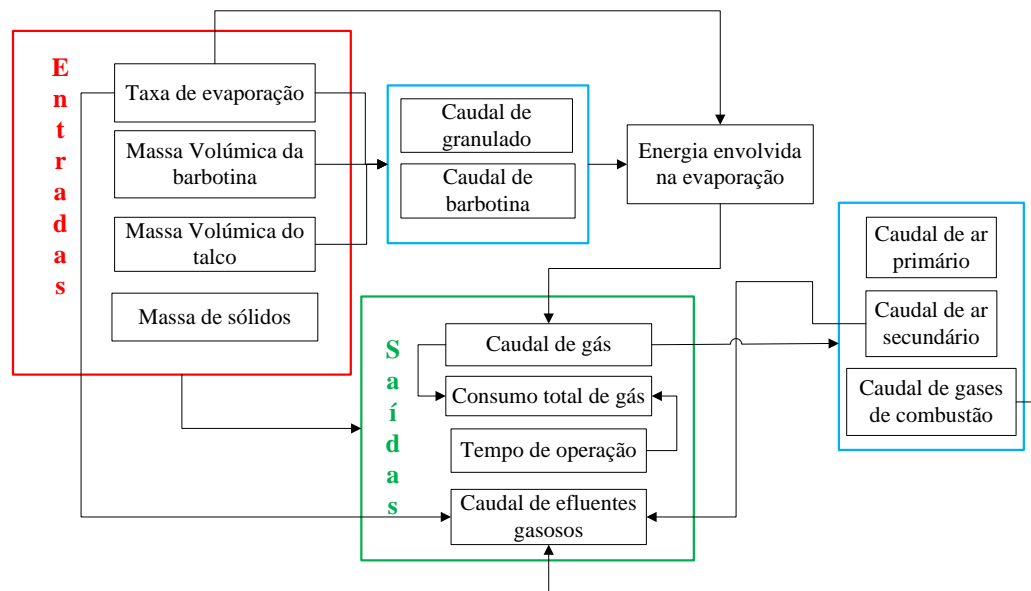 Entradas
Taxa de evaporação
Massa Volúmica da
barbotina
Massa Volúmica do
talco
Massa de sólidos
Caudal de
granulado
Caudal de
barbotina
Energia envolvida
na evaporação
Caudal de ar
primário
Caudal de ar
secundário
Caudal de gases
de combustão
Saídas
Caudal de gás
Consumo total de gás
Tempo de operação
Caudal de efluentes
gasosos